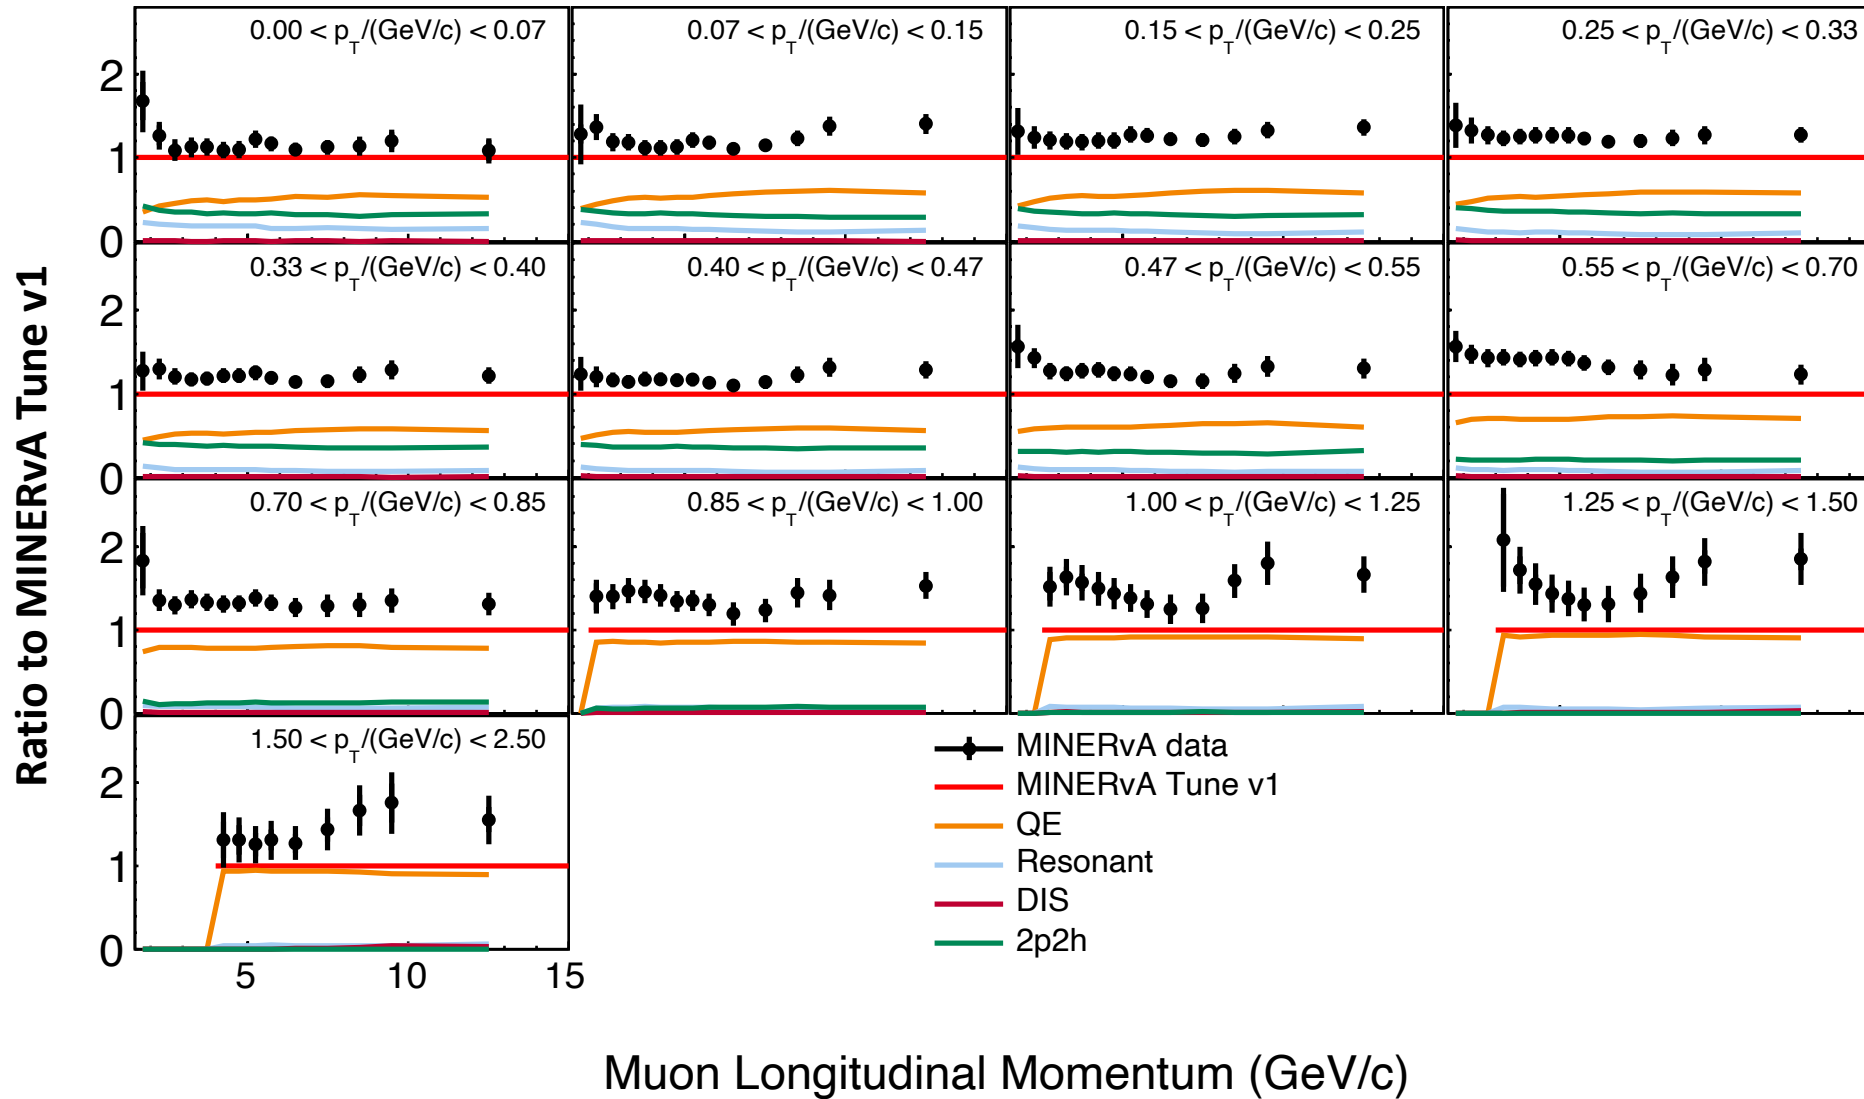 Ratio to MINERvA Tune v1
0.00 < p_T/(GeV/c) < 0.07
0.07 < p_T/(GeV/c) < 0.15
0.15 < p_T/(GeV/c) < 0.25
0.25 < p_T/(GeV/c) < 0.33
2
1
0
0.33 < p_T/(GeV/c) < 0.40
0.40 < p_T/(GeV/c) < 0.47
0.47 < p_T/(GeV/c) < 0.55
0.55 < p_T/(GeV/c) < 0.70
2
1
0
0.70 < p_T/(GeV/c) < 0.85
0.85 < p_T/(GeV/c) < 1.00
1.00 < p_T/(GeV/c) < 1.25
1.25 < p_T/(GeV/c) < 1.50
2
1
0
1.50 < p_T/(GeV/c) < 2.50
2
1
0
5 10 15
MINERvA data
MINERvA Tune v1
QE
Resonant
DIS
2p2h
Muon Longitudinal Momentum (GeV/c)